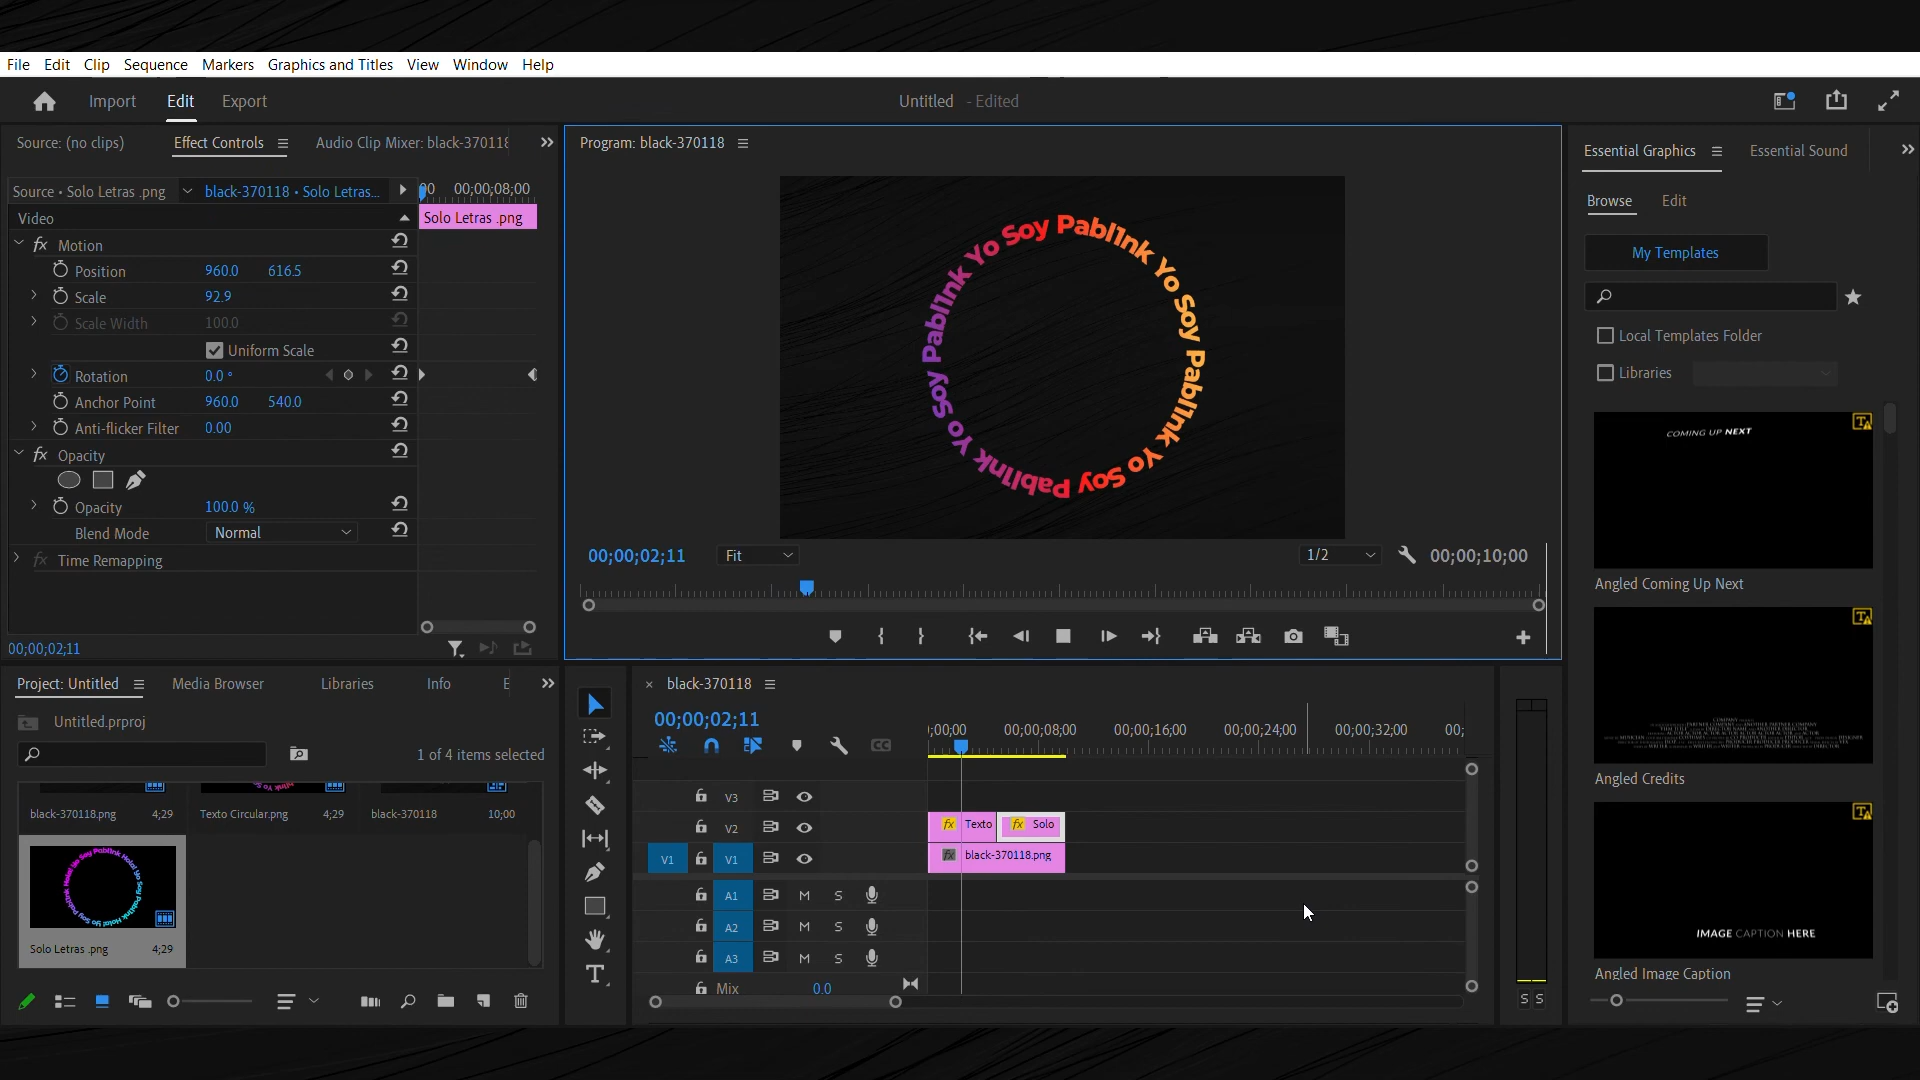 File Edit Clip Sequence Markers Graphics and Titles View Window Help
Import Edit Export
Untitled - Edited
Source: (no clips) Effect Controls Audio Clip Mixer: black-370118
Source • Solo Letras .png black-370118 • Solo Letras...
00 00;00;08;00
Video
Solo Letras .png
Motion
Position 960.0 616.5
Scale 92.9
Scale Width 100.0
Uniform Scale
Rotation 0.0 °
Anchor Point 960.0 540.0
Anti-flicker Filter 0.00
Opacity
Opacity 100.0 %
Blend Mode Normal
Time Remapping
00;00;02;11
Program: black-370118
Yo Soy Pabl1nk Yo Soy Pabl1nk Yo Soy Pabl1nk Yo Soy Pabl1nk
00;00;02;11 Fit 1/2 00;00;10;00
Essential Graphics Essential Sound
Browse Edit
My Templates
Local Templates Folder
Libraries
COMING UP NEXT
Angled Coming Up Next
Angled Credits
IMAGE CAPTION HERE
Angled Image Caption
Project: Untitled Media Browser Libraries Info E
Untitled.prproj
1 of 4 items selected
black-370118.png 4;29
Texto Circular.png 4;29
black-370118 10;00
Solo Letras .png 4;29
black-370118
00;00;02;11
;00;00 00;00;08;00 00;00;16;00 00;00;24;00 00;00;32;00 00;
V3
V2
Texto
Solo
V1 V1
black-370118.png
A1 M S
A2 M S
A3 M S
Mix 0.0
S S